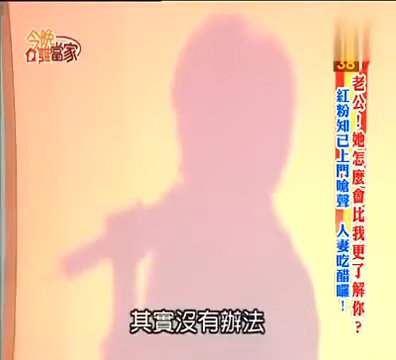 今晚
誰當家
38
老公！她怎麼會比我更了解你？
紅粉知己上門嗆聲 人妻吃醋囉！
其實沒有辦法